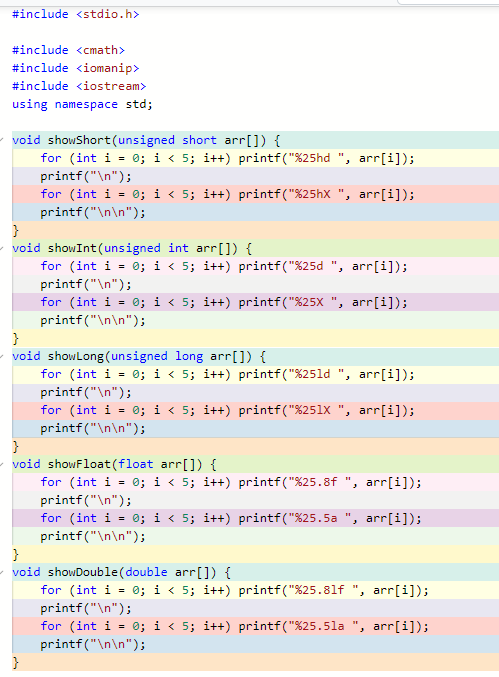 #include <stdio.h>
#include <cmath>
#include <iomanip>
#include <iostream>
using namespace std;
void showShort(unsigned short arr[]) {
    for (int i = 0; i < 5; i++) printf("%25hd ", arr[i]);
    printf("\n");
    for (int i = 0; i < 5; i++) printf("%25hX ", arr[i]);
    printf("\n\n");
}
void showInt(unsigned int arr[]) {
    for (int i = 0; i < 5; i++) printf("%25d ", arr[i]);
    printf("\n");
    for (int i = 0; i < 5; i++) printf("%25X ", arr[i]);
    printf("\n\n");
}
void showLong(unsigned long arr[]) {
    for (int i = 0; i < 5; i++) printf("%25ld ", arr[i]);
    printf("\n");
    for (int i = 0; i < 5; i++) printf("%25lX ", arr[i]);
    printf("\n\n");
}
void showFloat(float arr[]) {
    for (int i = 0; i < 5; i++) printf("%25.8f ", arr[i]);
    printf("\n");
    for (int i = 0; i < 5; i++) printf("%25.5a ", arr[i]);
    printf("\n\n");
}
void showDouble(double arr[]) {
    for (int i = 0; i < 5; i++) printf("%25.8lf ", arr[i]);
    printf("\n");
    for (int i = 0; i < 5; i++) printf("%25.5la ", arr[i]);
    printf("\n\n");
}